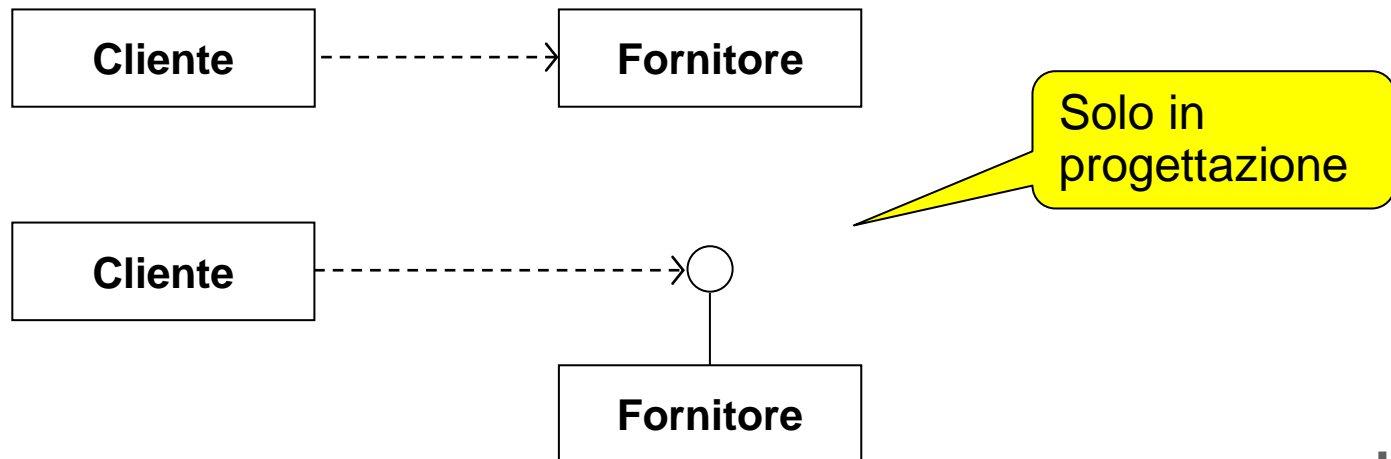 Cliente
Fornitore
Solo in
progettazione
Cliente
Fornitore